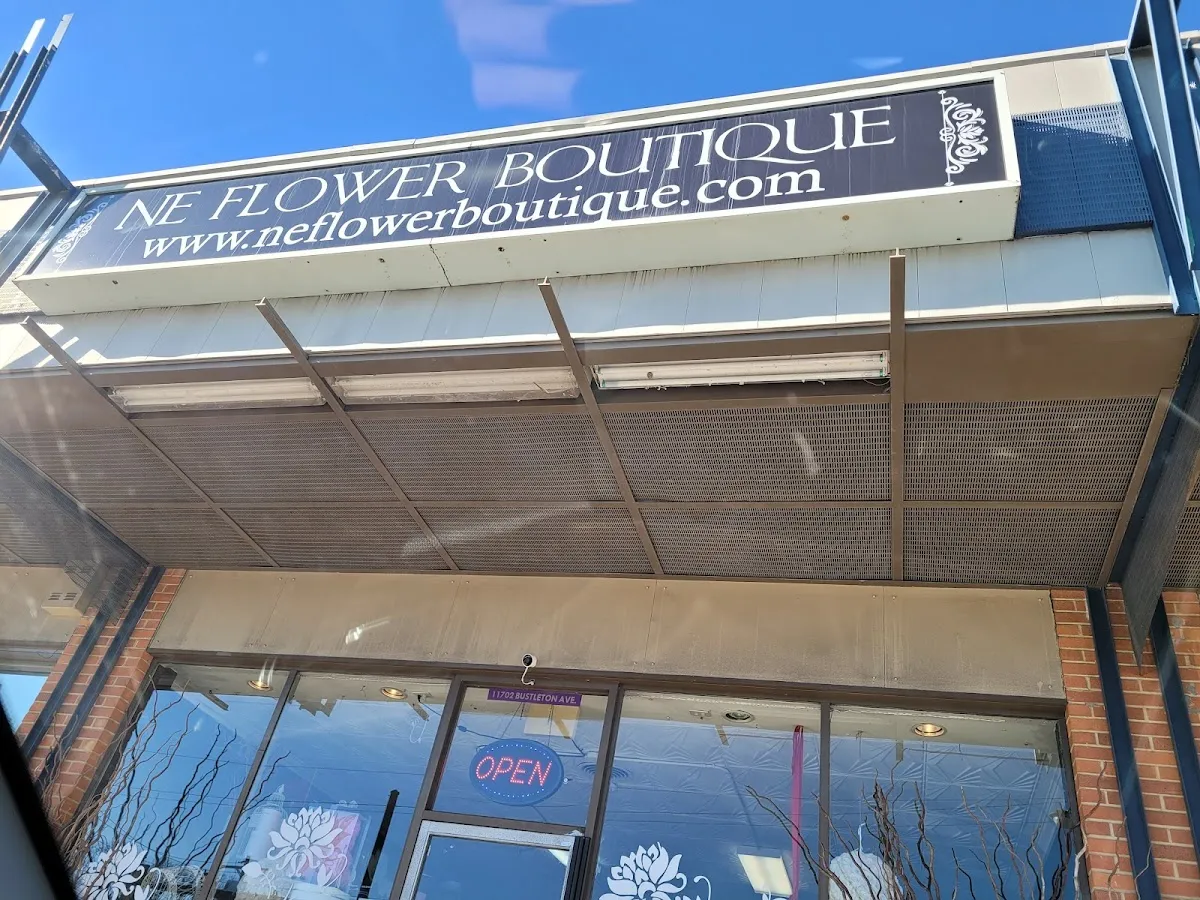 NE FLOWER BOUTIQUE
www.neflowerboutique.com
11702 BUSTLETON AVE.
OPEN